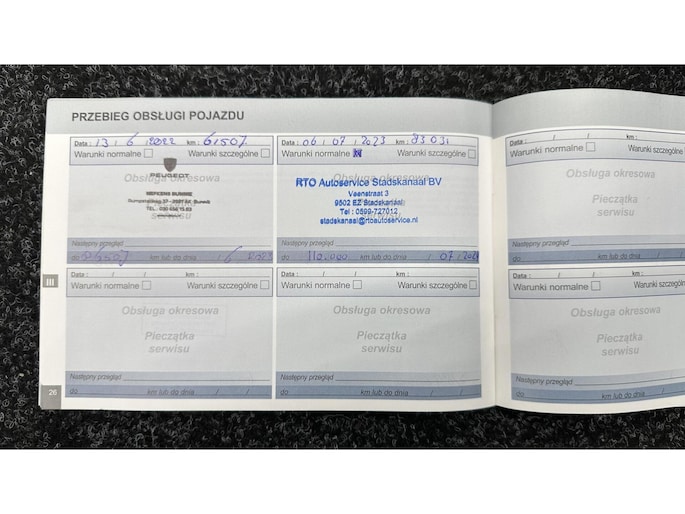 PRZEBIEG OBSŁUGI POJAZDU
Data : 13 / 6 / 2022 km : 61507
Warunki normalne Warunki szczególne
Obsługa okresowa
PEUGEOT
serwisu
Następny przegląd
do km lub do dnia / 6 /
Data : 06 / 07 / 2023 km :
Warunki normalne Warunki szczególne
Obsługa okresowa
RTO Autoservice Stadskanaal BV
Veenstraat 3
9502 EZ Stadskanaal
Tel : 0599-727012
stadskanaal@rtoautoservice.nl
Następny przegląd
do 110.000 km lub do dnia / 07 /
Data : / / km :
Warunki normalne
Obsługa okresowa
Pieczątka
serwisu
Następny przegląd
do km lub do dnia / /
III
26
Data : / / km :
Warunki normalne Warunki szczególne
Obsługa okresowa
Pieczątka
serwisu
Następny przegląd
do km lub do dnia / /
Data : / / km :
Warunki normalne Warunki szczególne
Obsługa okresowa
Pieczątka
serwisu
Następny przegląd
do km lub do dnia / /
Data : / / km :
Warunki normalne
Obsługa okresowa
Pieczątka
serwisu
Następny przegląd
do km lub do dnia / /